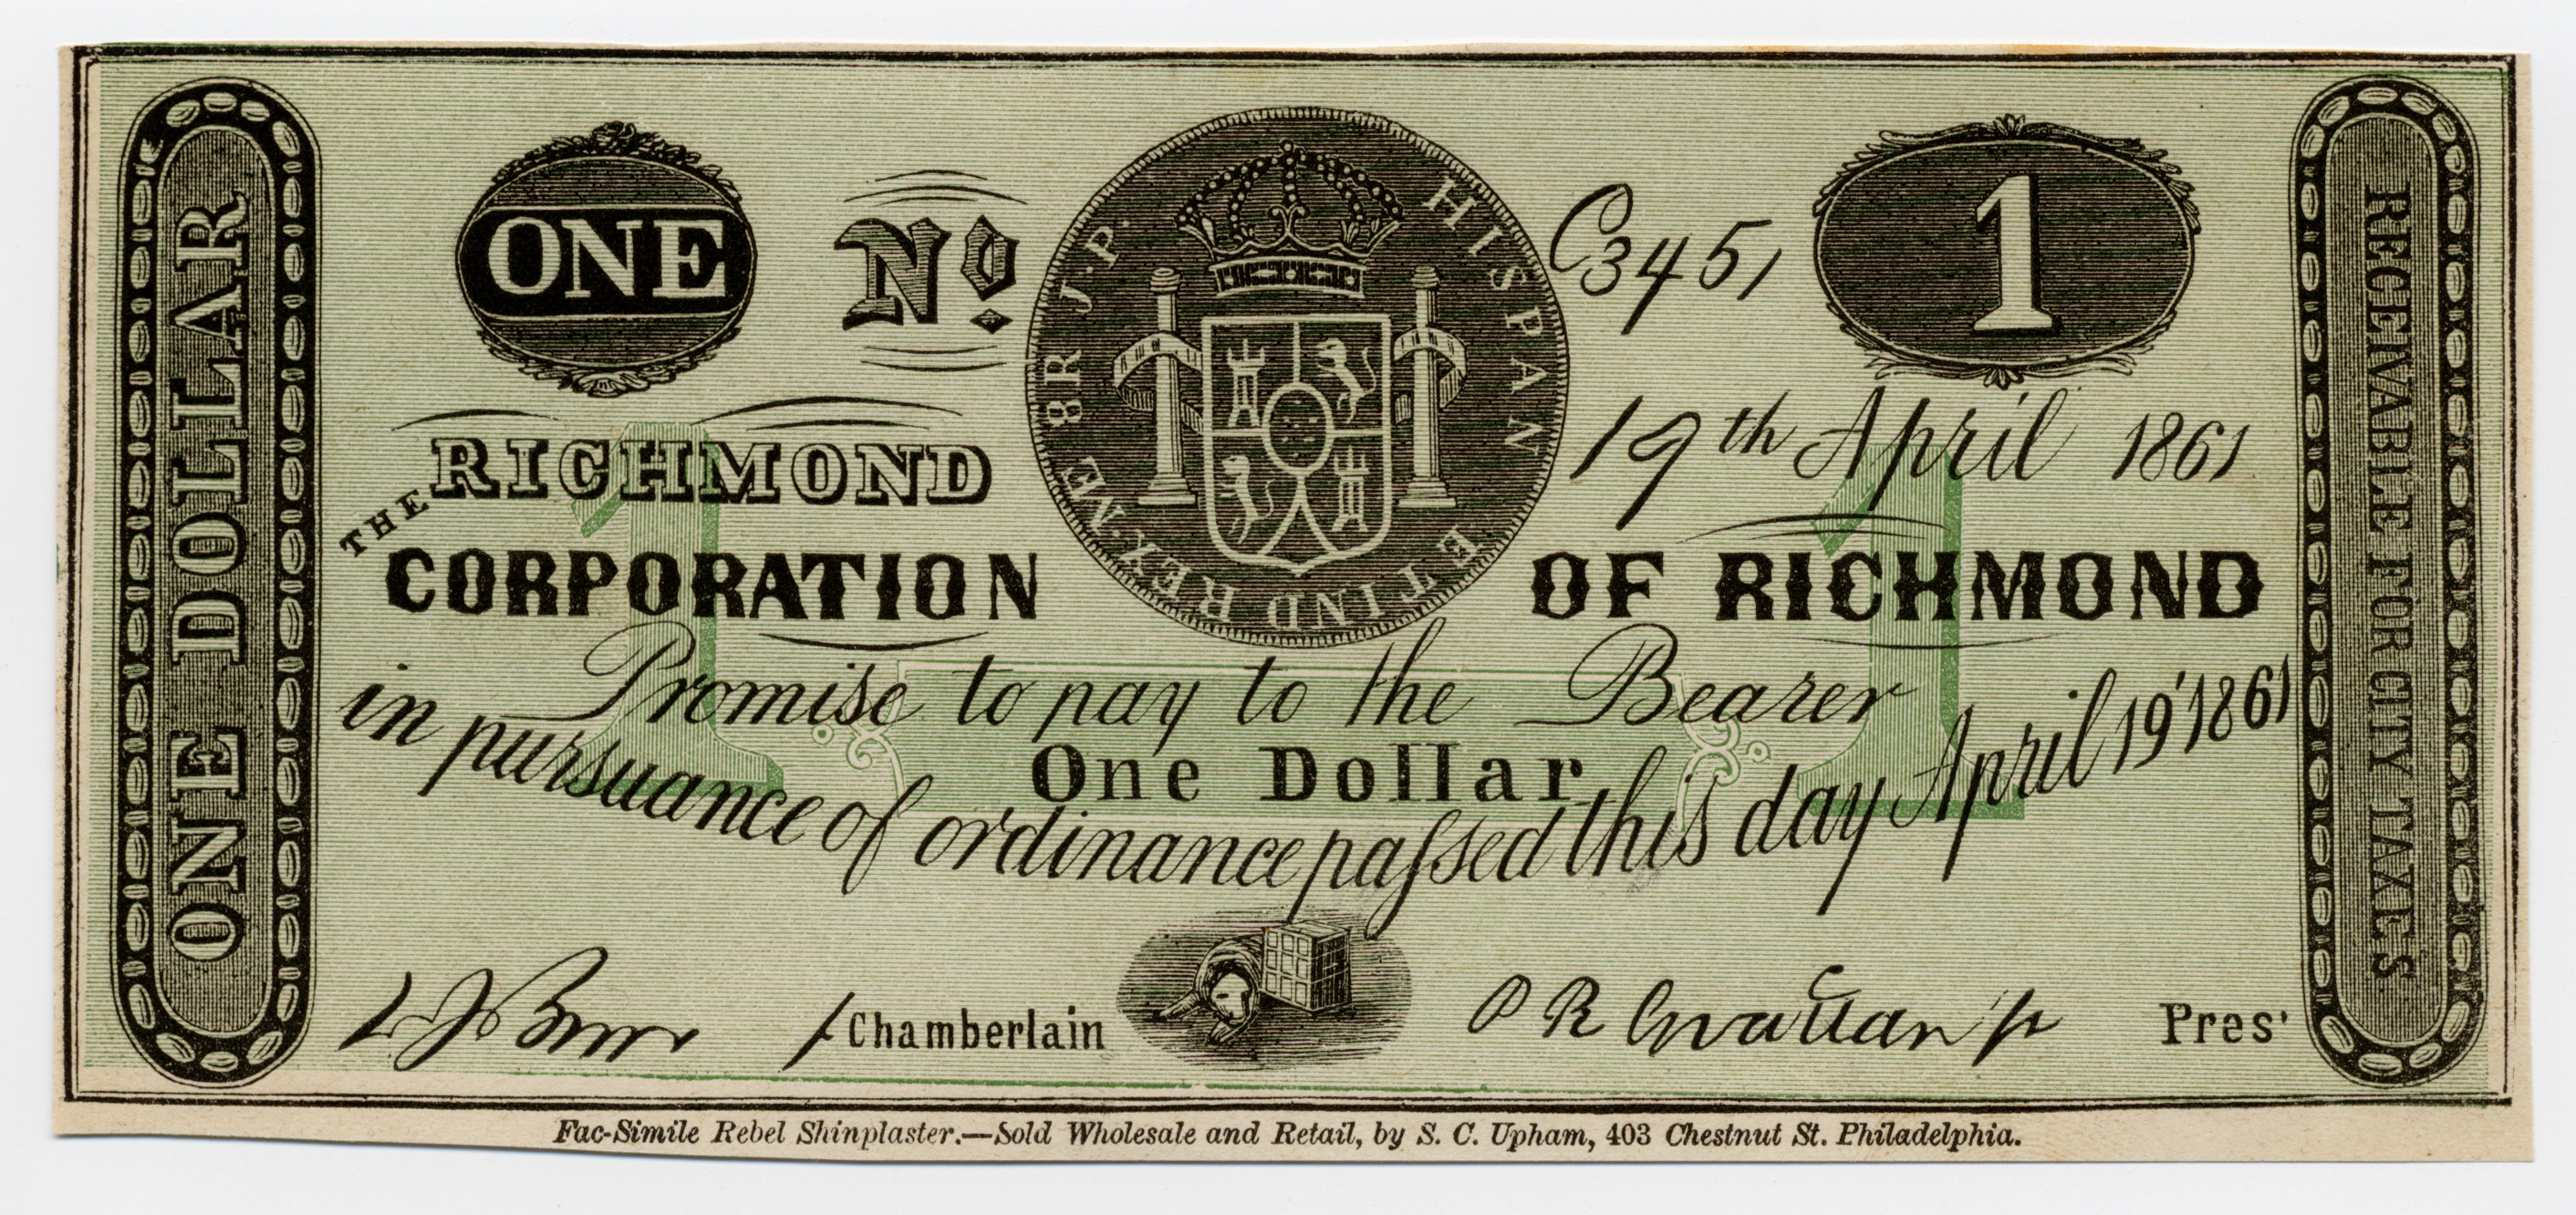 ONE DOLLAR
ONE
No.
C3451
1
NE. 8R J. P. HISPAN ET IND REX
19th April 1861
RICHMOND
THE
CORPORATION OF RICHMOND
1
1
Promise to pay to the Bearer
One Dollar
in pursuance of ordinance passed this day April 19' 1861
Chamberlain
Pres'
RECEIVABLE FOR CITY TAXES.
Fac-Simile Rebel Shinplaster.—Sold Wholesale and Retail, by S. C. Upham, 403 Chestnut St. Philadelphia.